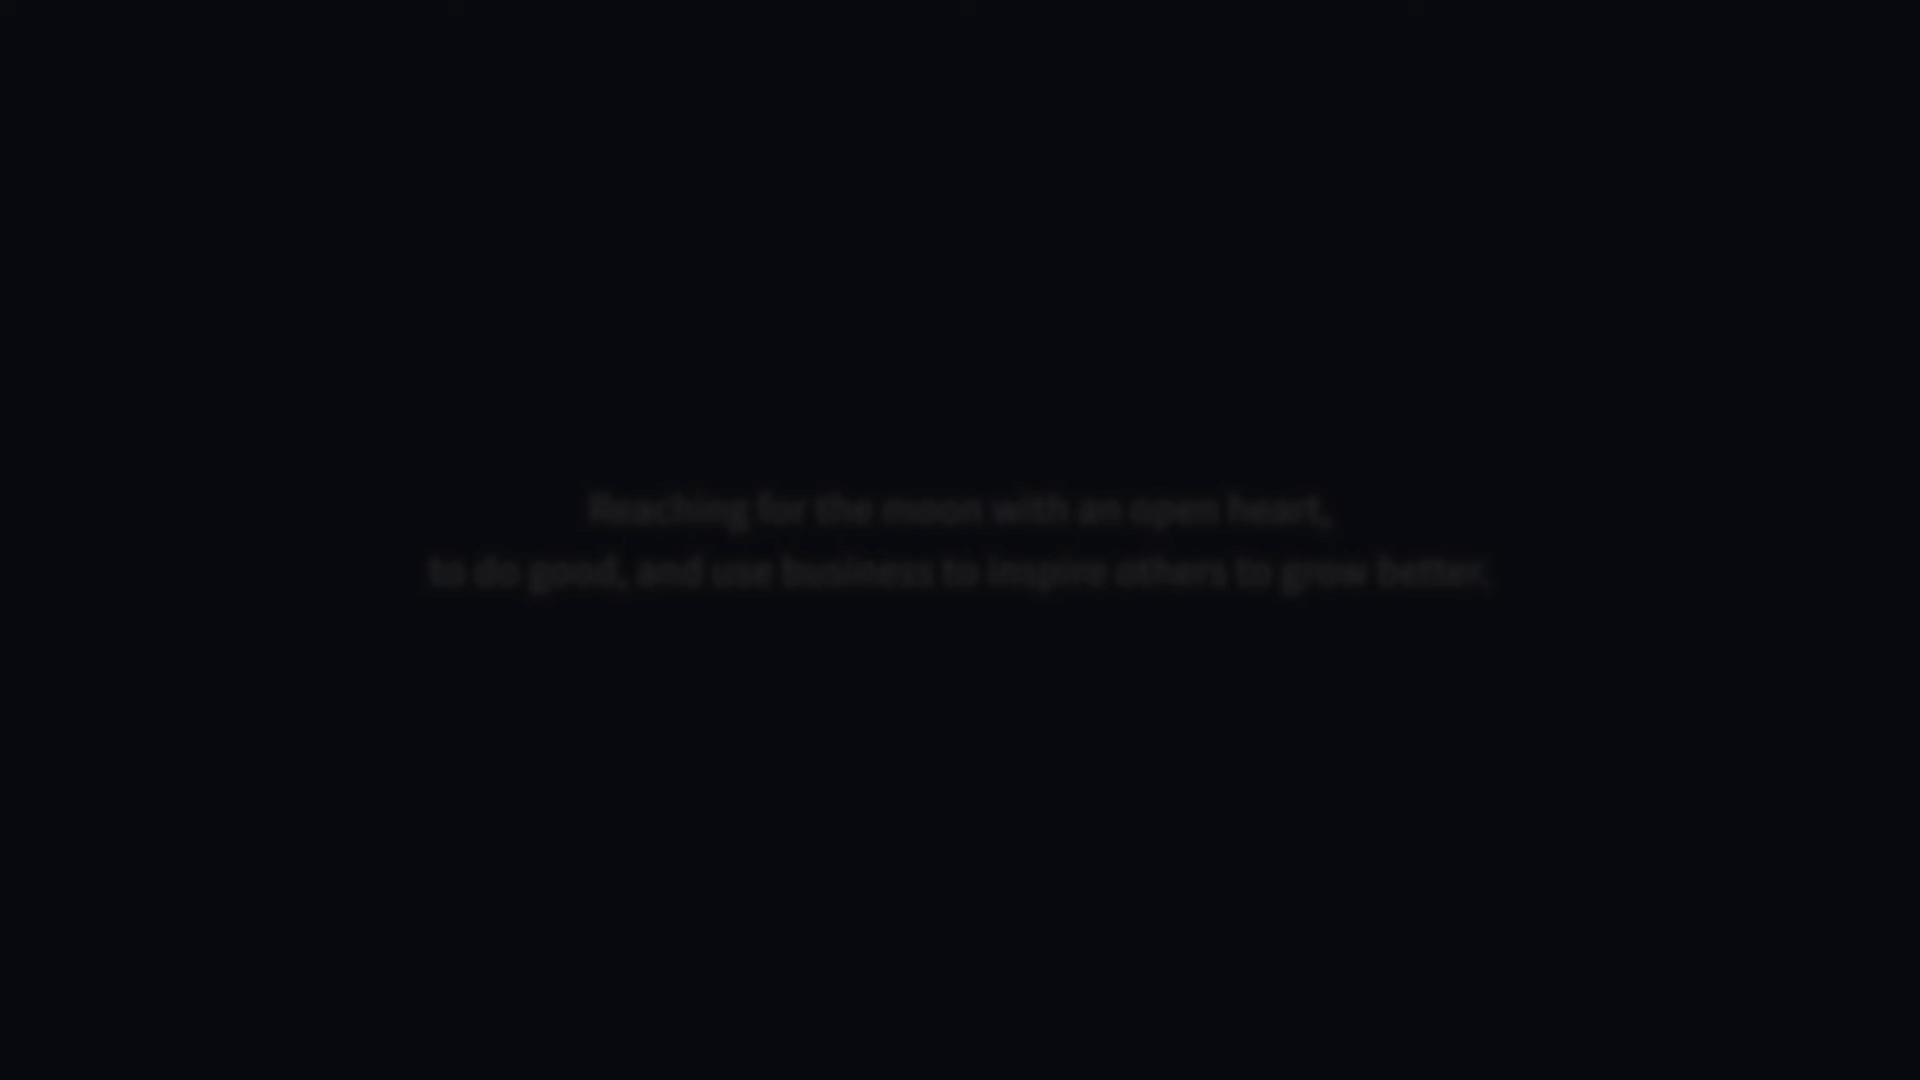 Reaching for the moon with an open heart,
to do good, and use business to inspire others to grow better.